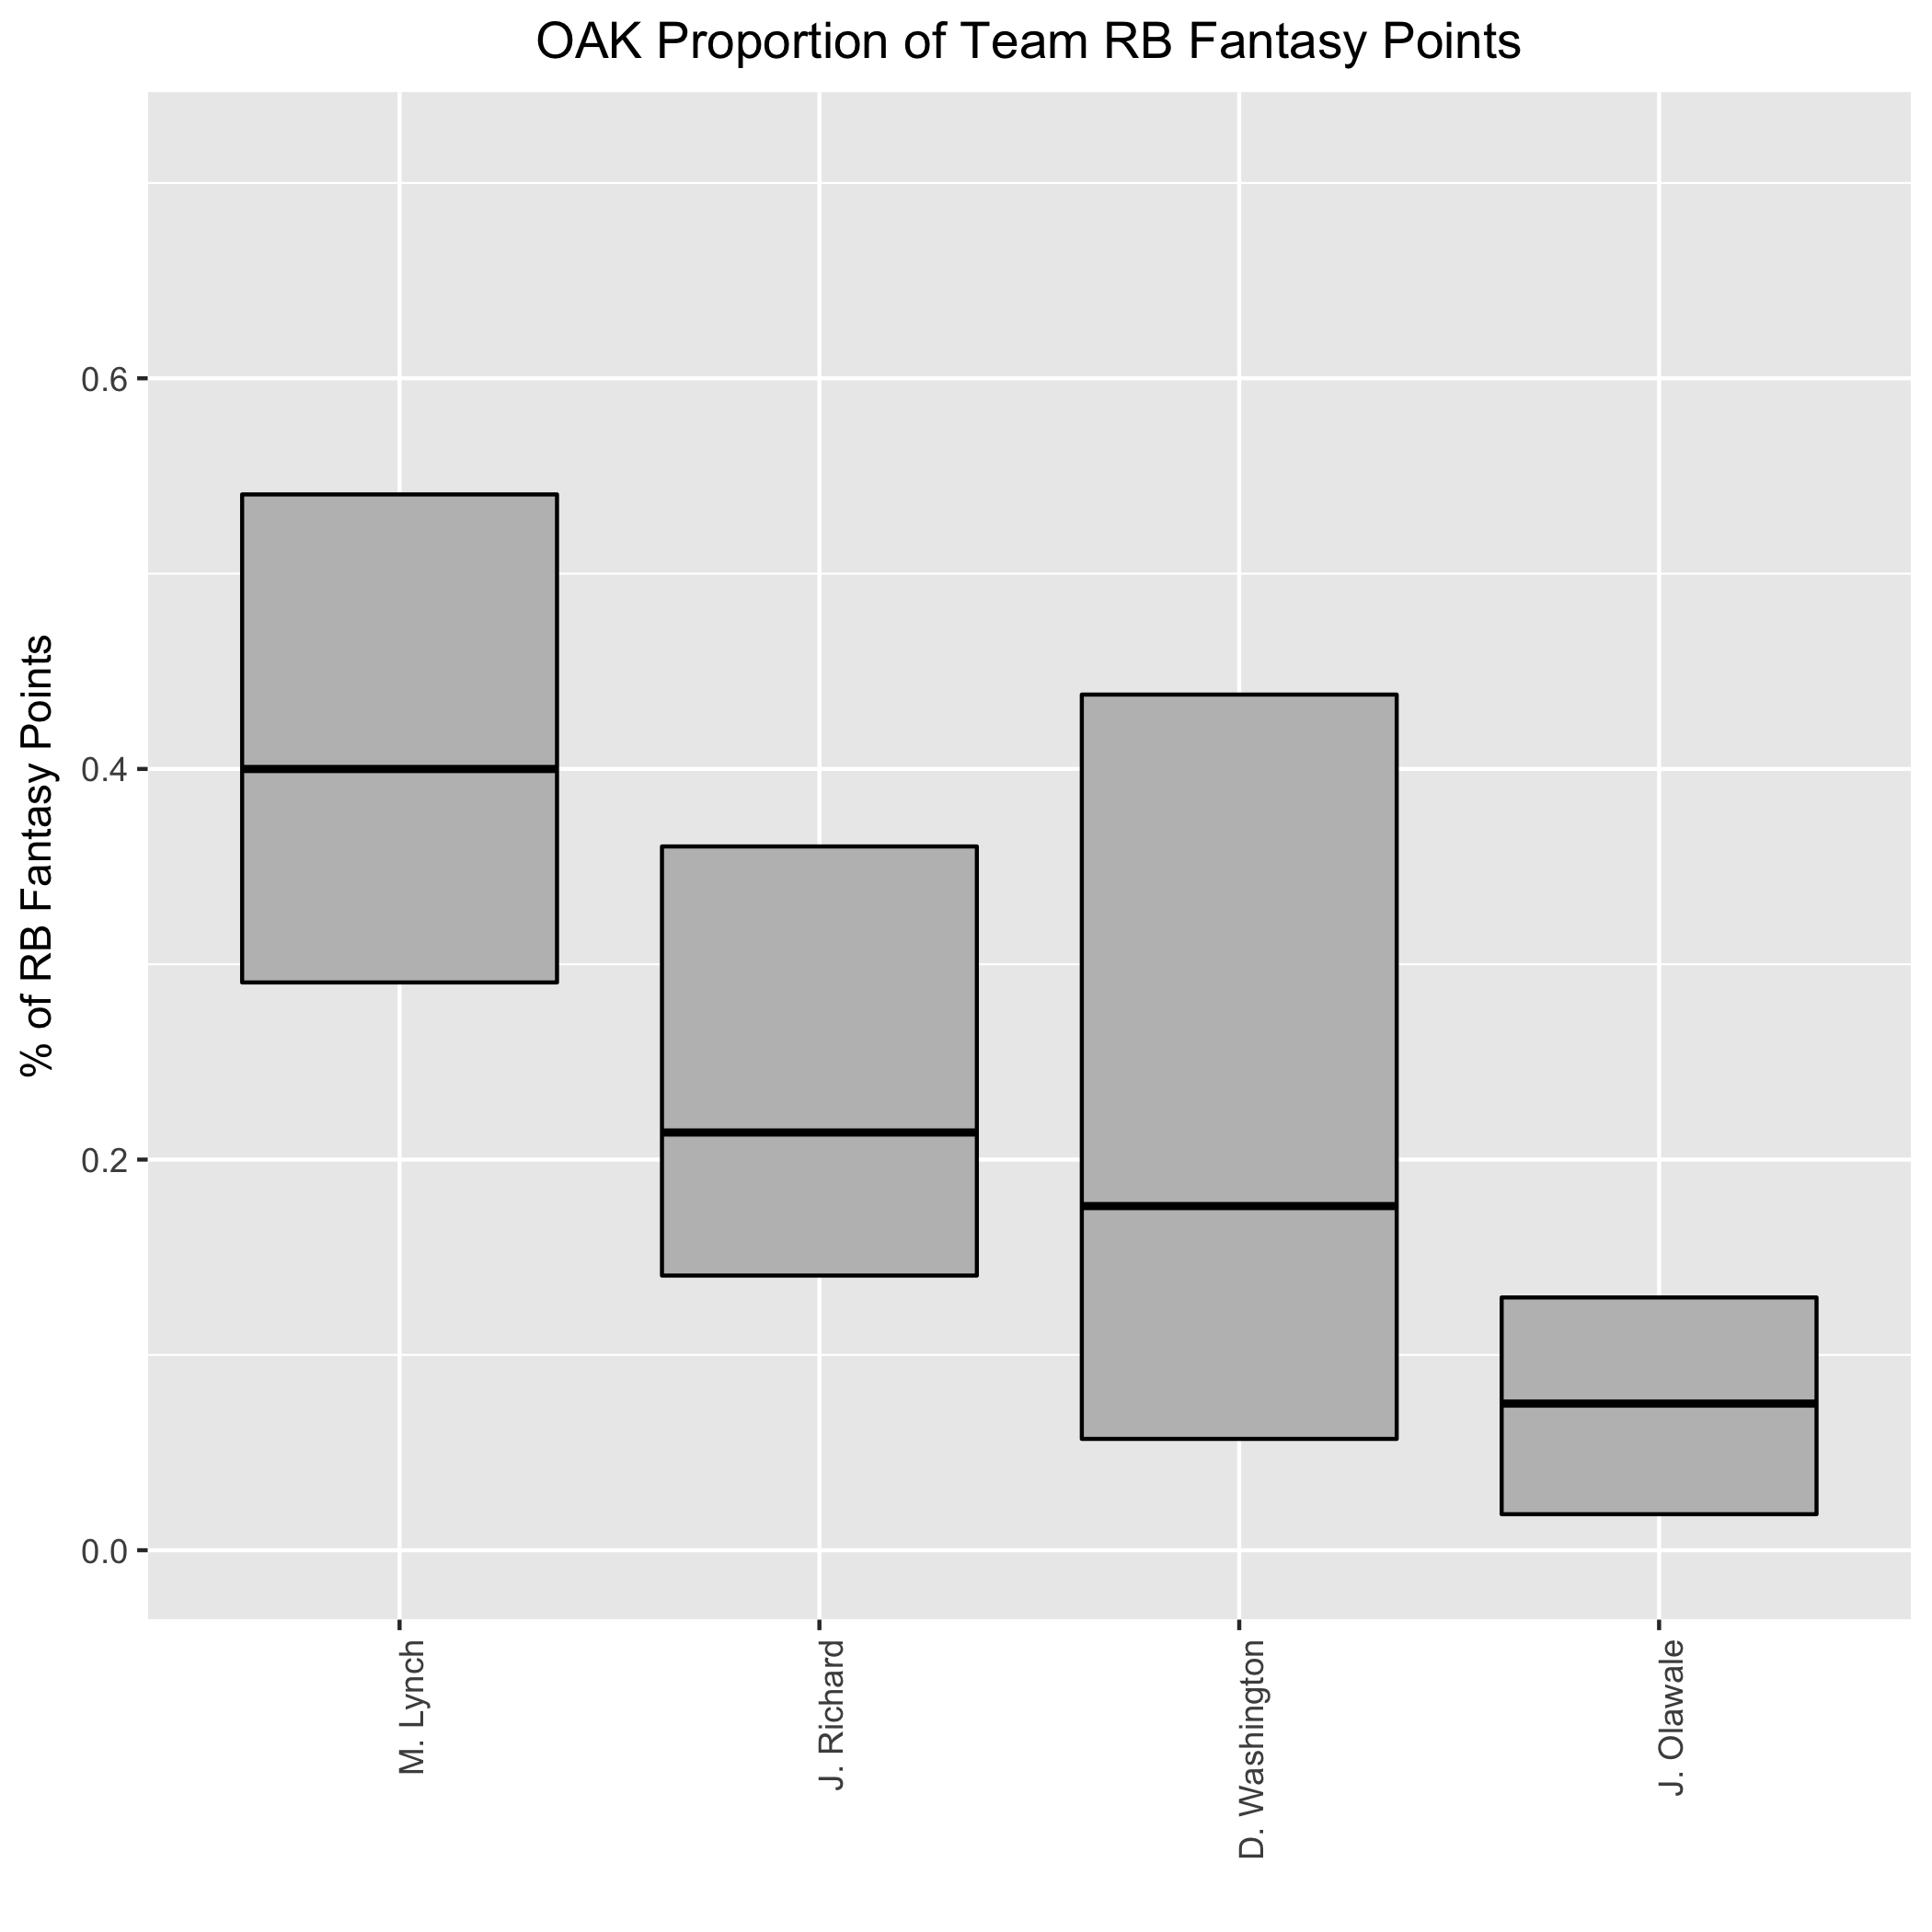 OAK Proportion of Team RB Fantasy Points
% of RB Fantasy Points
0.6
0.4
0.2
0.0
M. Lynch
J. Richard
D. Washington
J. Olawale